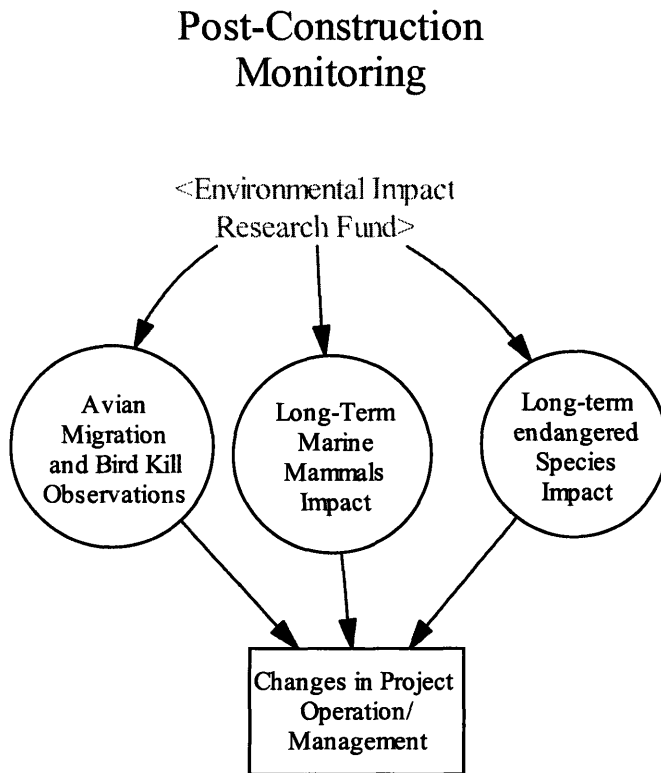 Post-Construction
Monitoring
<Environmental Impact
Research Fund>
Avian
Migration
and Bird Kill
Observations
Long-Term
Marine
Mammals
Impact
Long-term
endangered
Species
Impact
Changes in Project
Operation/
Management